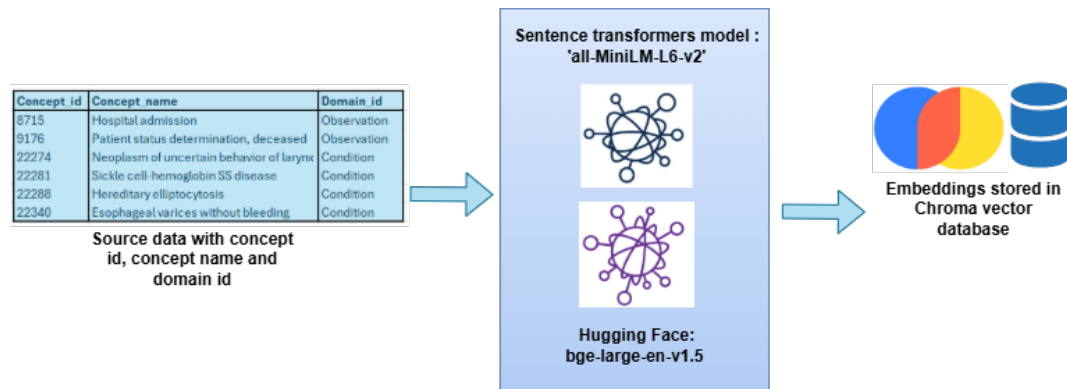 Concept_id Concept_name Domain_id
8715 Hospital admission Observation
9176 Patient status determination, deceased Observation
22274 Neoplasm of uncertain behavior of larynx Condition
22281 Sickle cell-hemoglobin SS disease Condition
22288 Hereditary elliptocytosis Condition
22340 Esophageal varices without bleeding Condition
Source data with concept
id, concept name and
domain id
Sentence transformers model :
'all-MiniLM-L6-v2'
Hugging Face:
bge-large-en-v1.5
Embeddings stored in
Chroma vector
database